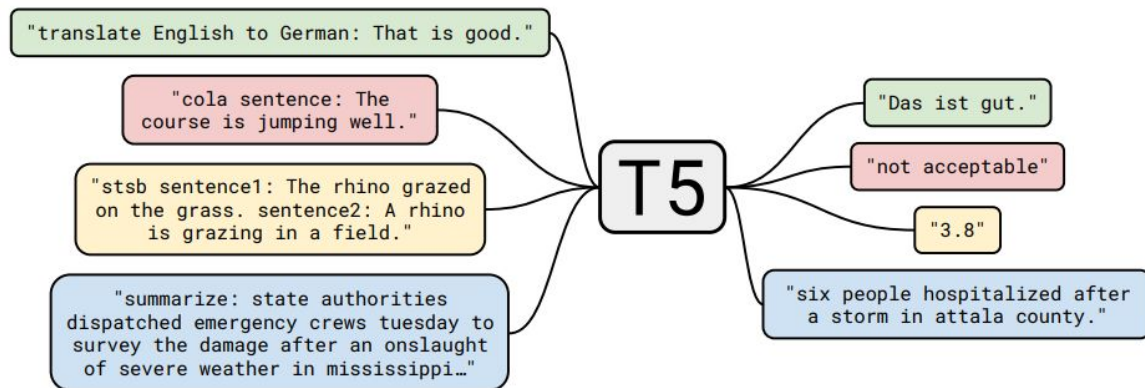 "translate English to German: That is good."
"cola sentence: The
course is jumping well."
"stsb sentence1: The rhino grazed
on the grass. sentence2: A rhino
is grazing in a field."
"summarize: state authorities
dispatched emergency crews tuesday to
survey the damage after an onslaught
of severe weather in mississippi…"
T5
"Das ist gut."
"not acceptable"
"3.8"
"six people hospitalized after
a storm in attala county."